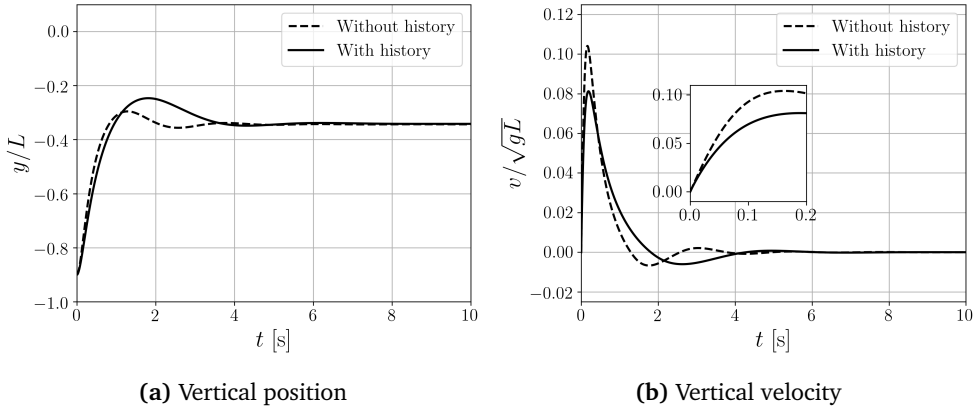 Without history
With history
0.0
−0.2
−0.4
−0.6
−0.8
−1.0
y/L
0 2 4 6 8 10
t [s]
(a) Vertical position
Without history
With history
0.12
0.10
0.08
0.06
0.04
0.02
0.00
−0.02
v/√gL
0.10
0.05
0.00
0.0 0.1 0.2
0 2 4 6 8 10
t [s]
(b) Vertical velocity